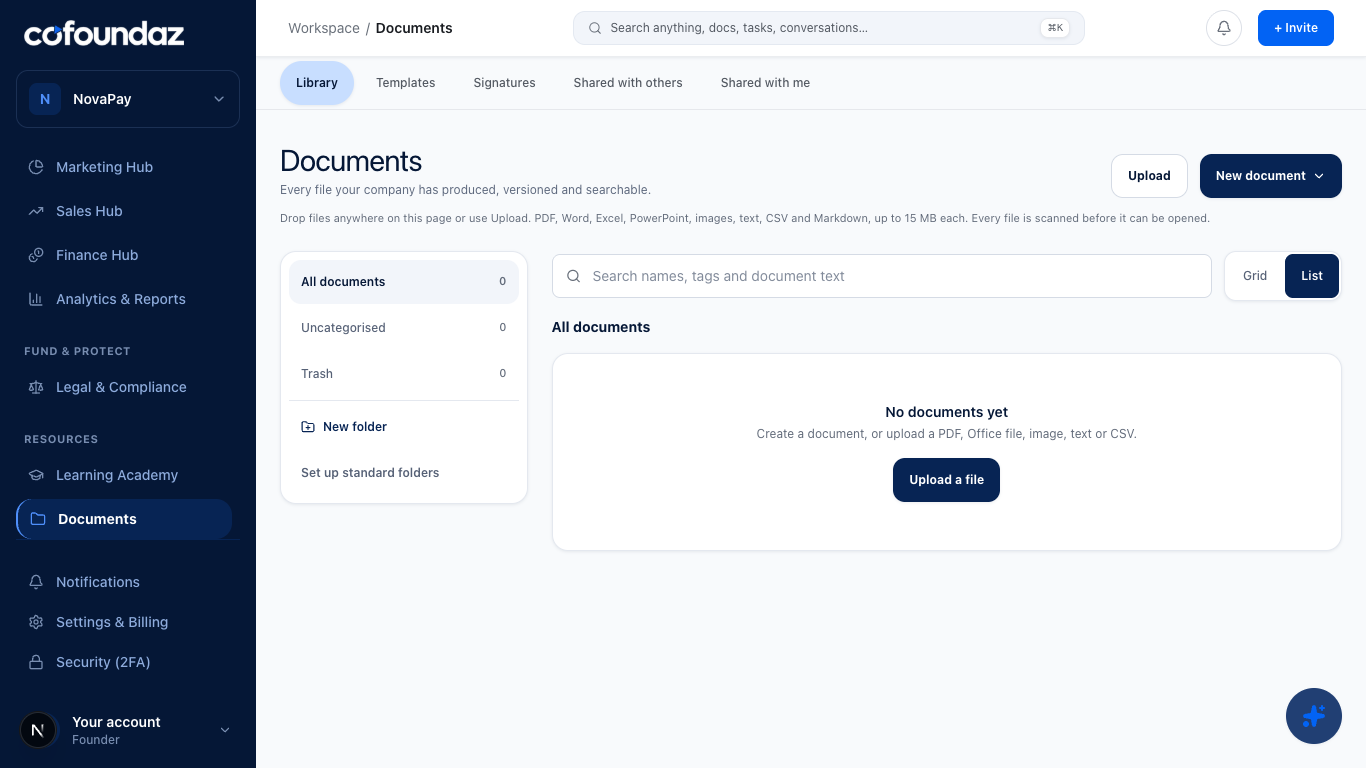 cofoundaz
N
NovaPay
Marketing Hub
Sales Hub
Finance Hub
Analytics & Reports
FUND & PROTECT
Legal & Compliance
RESOURCES
Learning Academy
Documents
Notifications
Settings & Billing
Security (2FA)
N
Your account
Founder
Workspace / Documents
Search anything, docs, tasks, conversations...
⌘K
+ Invite
Library
Templates
Signatures
Shared with others
Shared with me
Documents
Every file your company has produced, versioned and searchable.
Upload
New document
Drop files anywhere on this page or use Upload. PDF, Word, Excel, PowerPoint, images, text, CSV and Markdown, up to 15 MB each. Every file is scanned before it can be opened.
All documents 0
Uncategorised 0
Trash 0
New folder
Set up standard folders
Search names, tags and document text
Grid
List
All documents
No documents yet
Create a document, or upload a PDF, Office file, image, text or CSV.
Upload a file